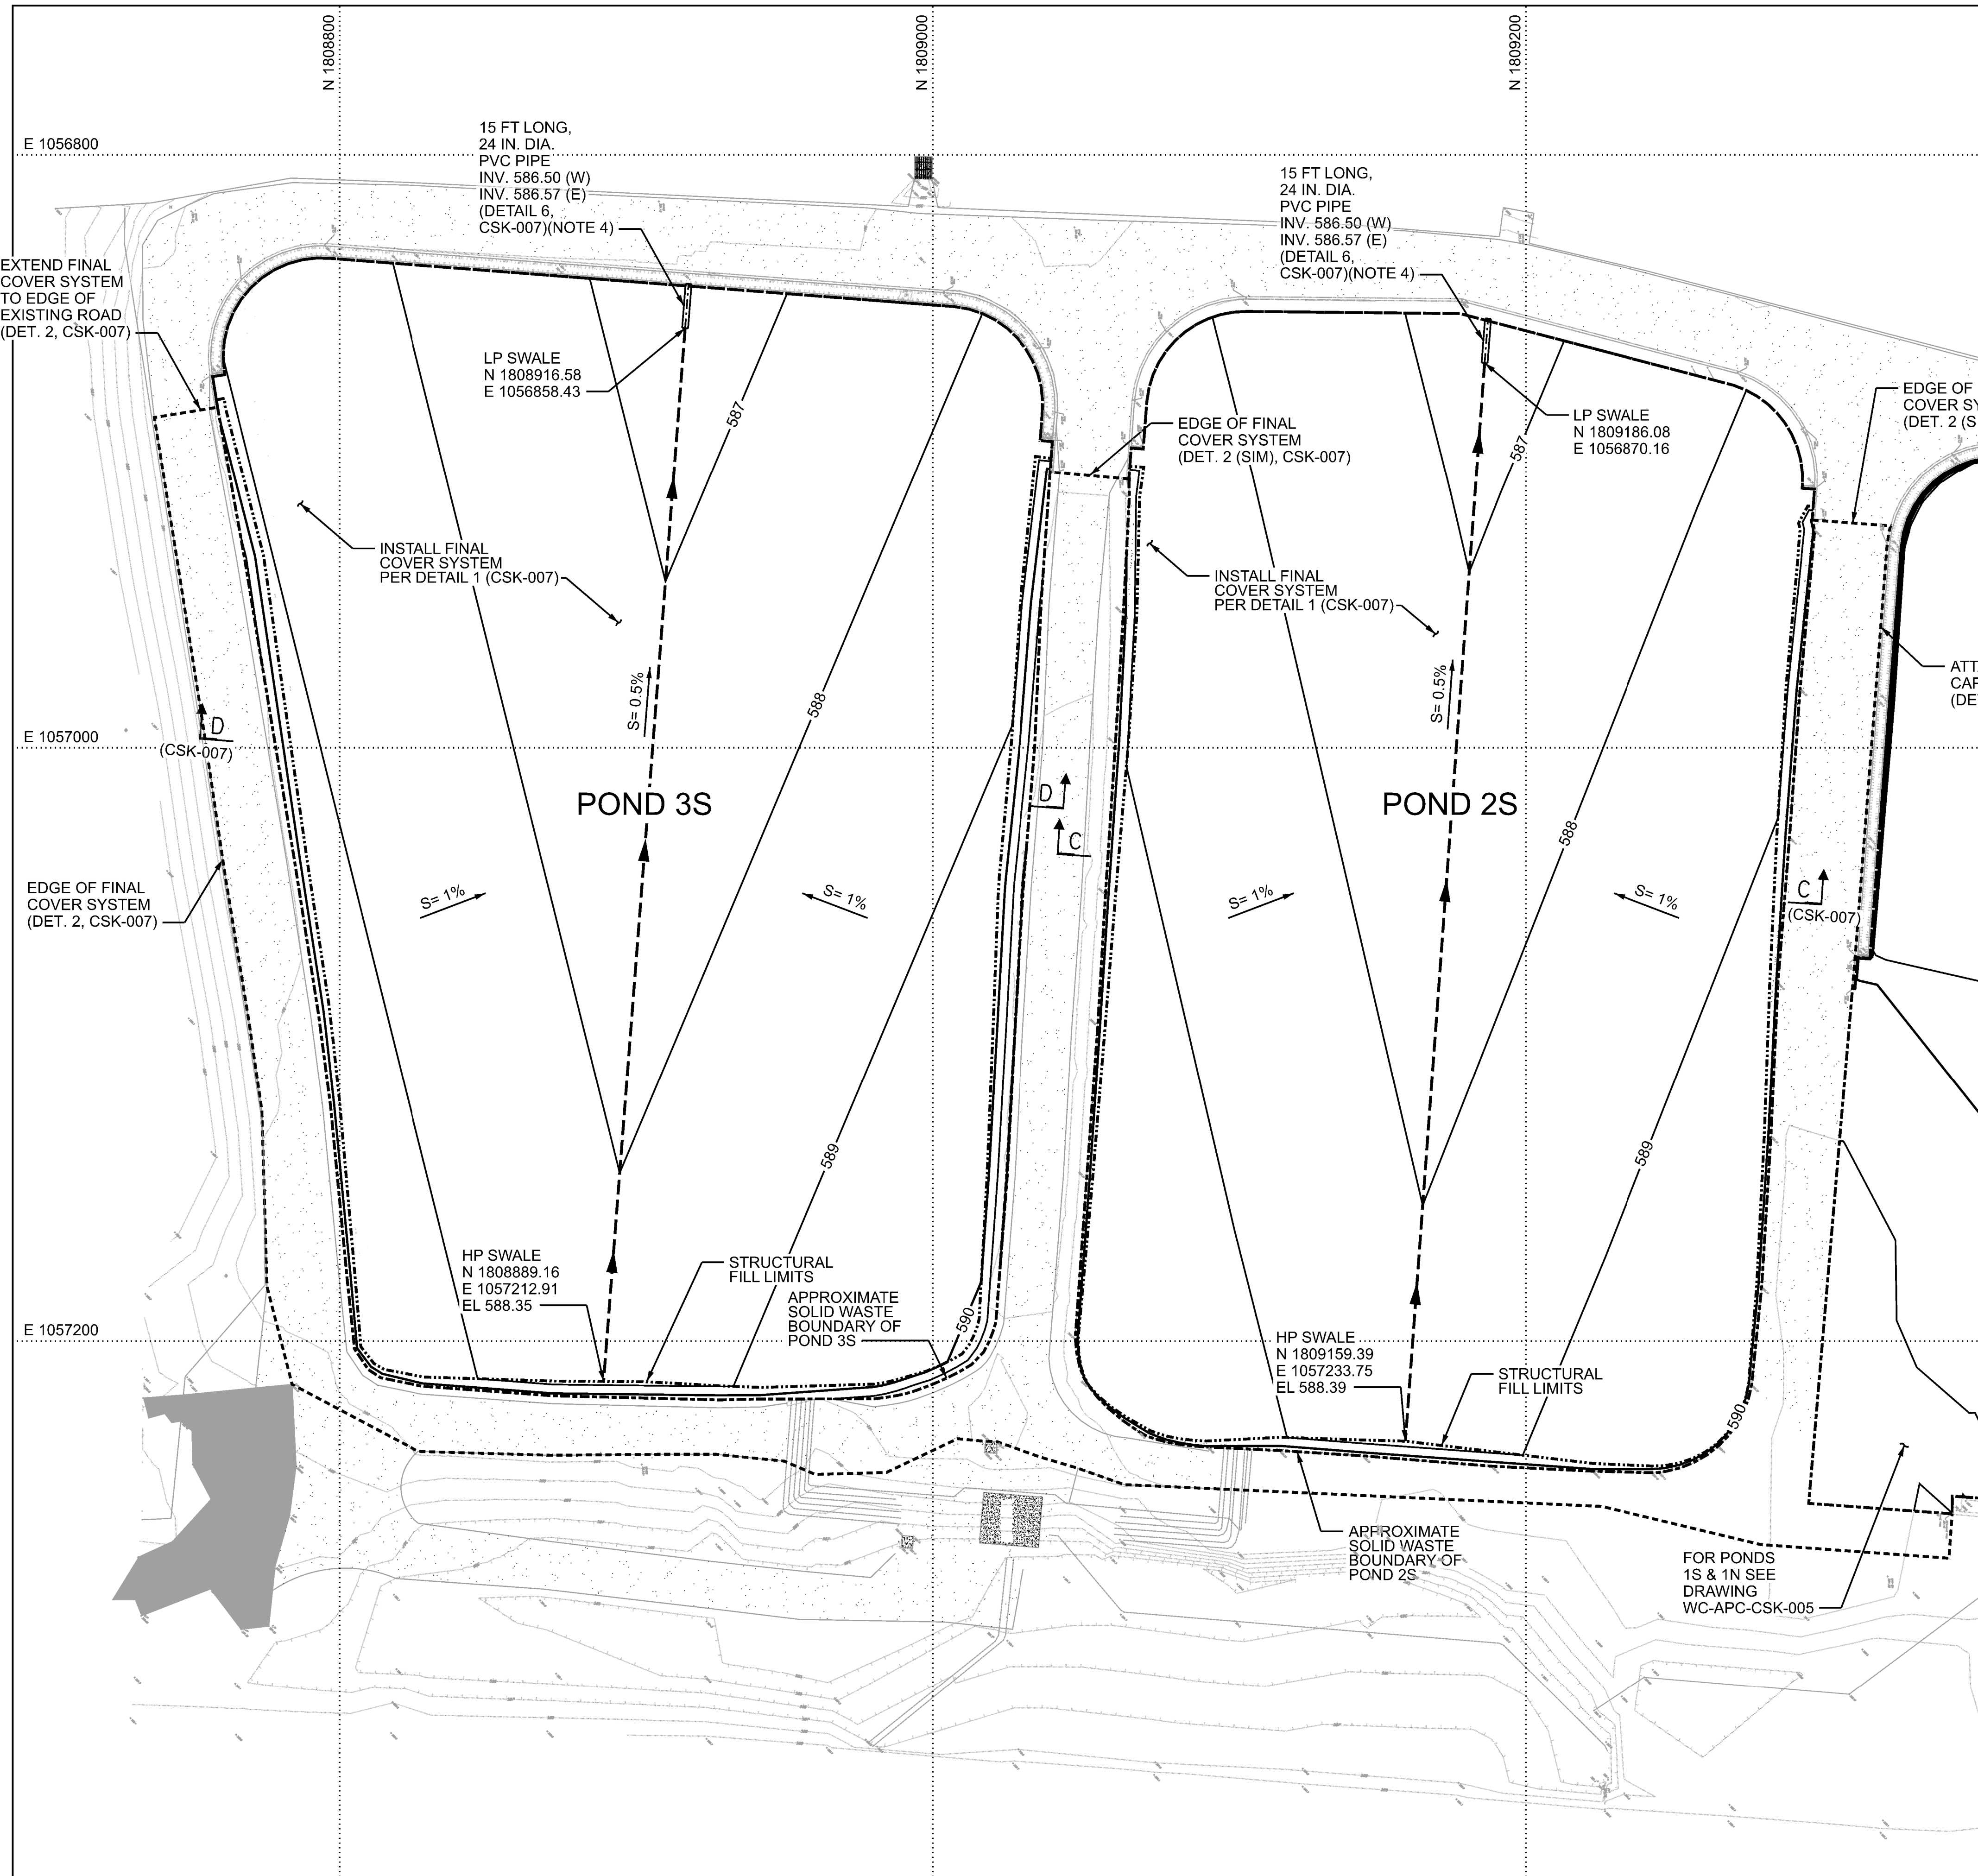 N 1808800
N 1809000
N 1809200
E 1056800
15 FT LONG,
24 IN. DIA.
PVC PIPE
INV. 586.50 (W)
INV. 586.57 (E)
(DETAIL 6,
CSK-007)(NOTE 4)
15 FT LONG,
24 IN. DIA.
PVC PIPE
INV. 586.50 (W)
INV. 586.57 (E)
(DETAIL 6,
CSK-007)(NOTE 4)
EXTEND FINAL
COVER SYSTEM
TO EDGE OF
EXISTING ROAD
(DET. 2, CSK-007)
LP SWALE
N 1808916.58
E 1056858.43
587
EDGE OF FINAL
COVER SYSTEM
(DET. 2 (SIM), CSK-007)
587
LP SWALE
N 1809186.08
E 1056870.16
EDGE OF
COVER SY
(DET. 2 (S
INSTALL FINAL
COVER SYSTEM
PER DETAIL 1 (CSK-007)
INSTALL FINAL
COVER SYSTEM
PER DETAIL 1 (CSK-007)
ATT
CAP
(DE
S= 0.5%
588
S= 0.5%
D
(CSK-007)
E 1057000
POND 3S
D
C
POND 2S
588
EDGE OF FINAL
COVER SYSTEM
(DET. 2, CSK-007)
S= 1%
S= 1%
S= 1%
S= 1%
C
(CSK-007)
589
589
HP SWALE
N 1808889.16
E 1057212.91
EL 588.35
STRUCTURAL
FILL LIMITS
APPROXIMATE
SOLID WASTE
BOUNDARY OF
POND 3S
590
E 1057200
HP SWALE
N 1809159.39
E 1057233.75
EL 588.39
STRUCTURAL
FILL LIMITS
590
APPROXIMATE
SOLID WASTE
BOUNDARY OF
POND 2S
FOR PONDS
1S & 1N SEE
DRAWING
WC-APC-CSK-005